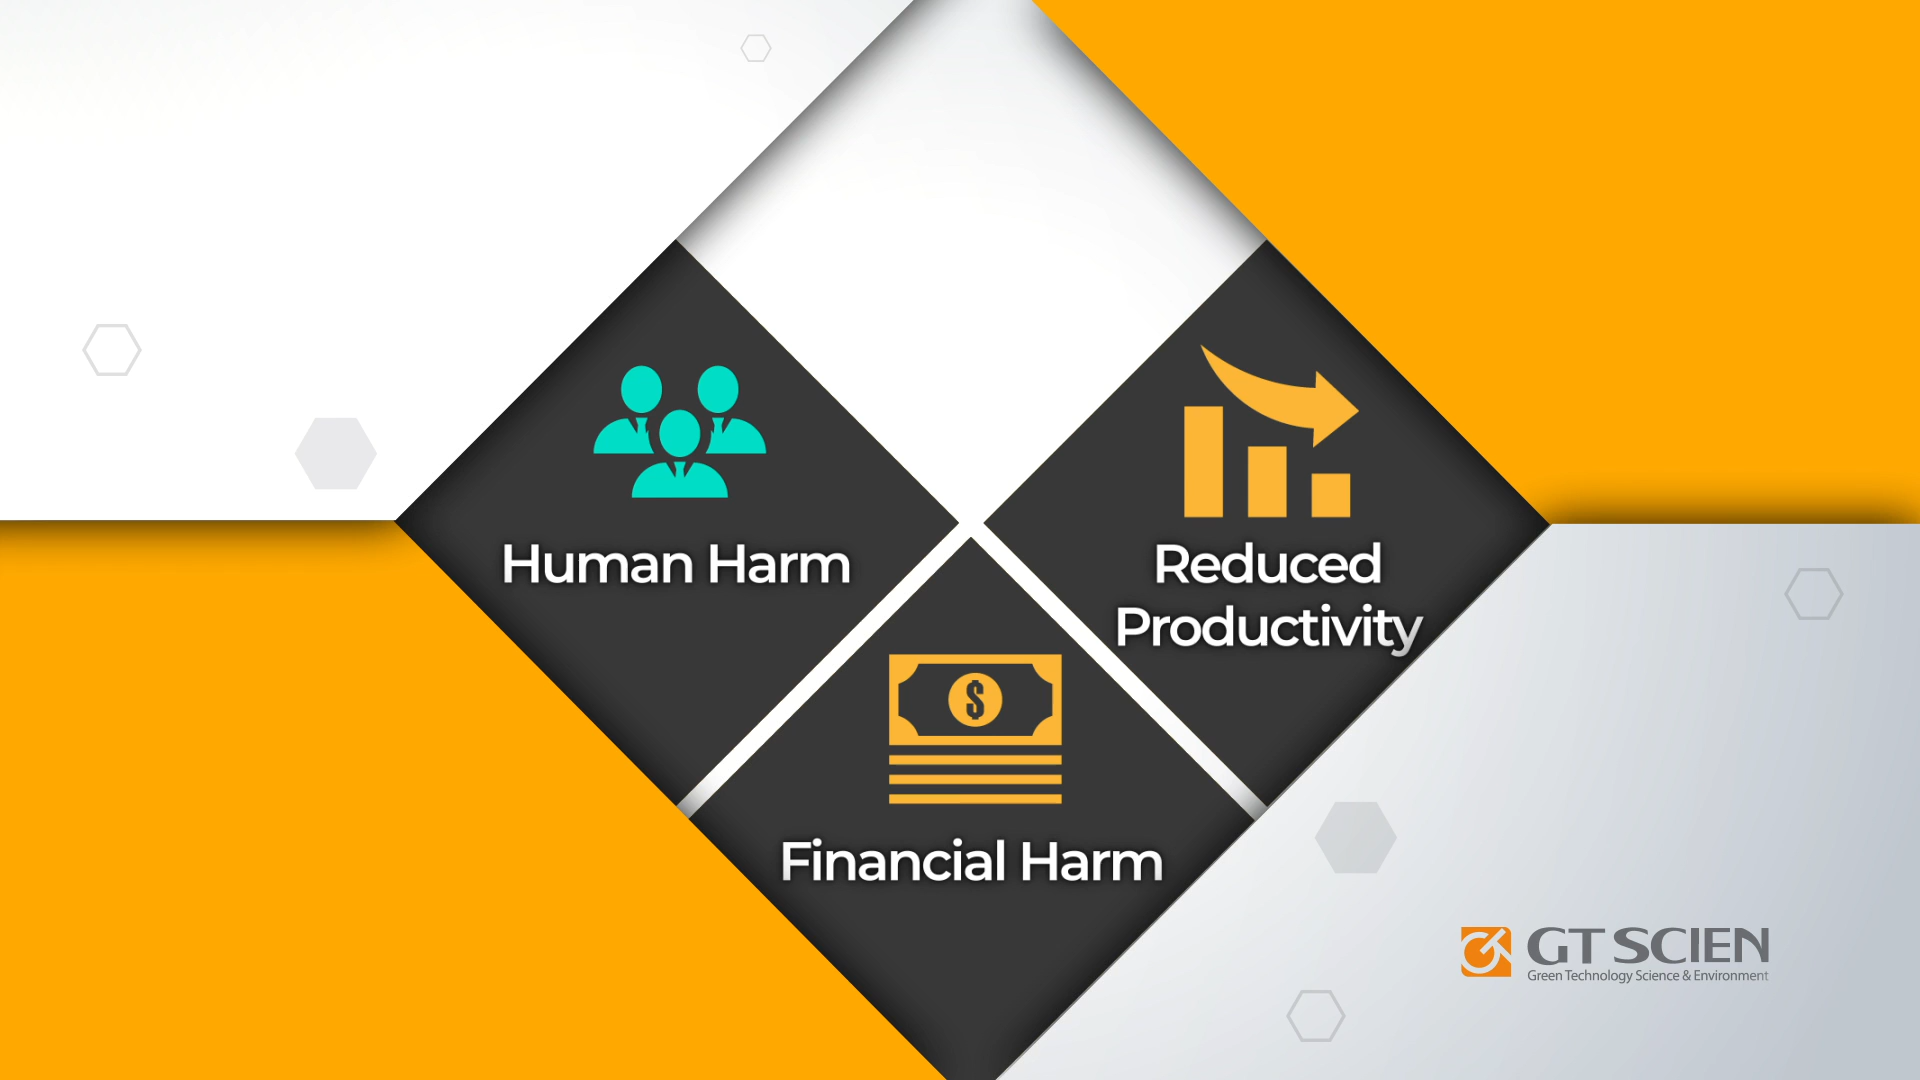 Human Harm
Reduced
Productivity
$
Financial Harm
GT SCIEN
Green Technology Science & Environment